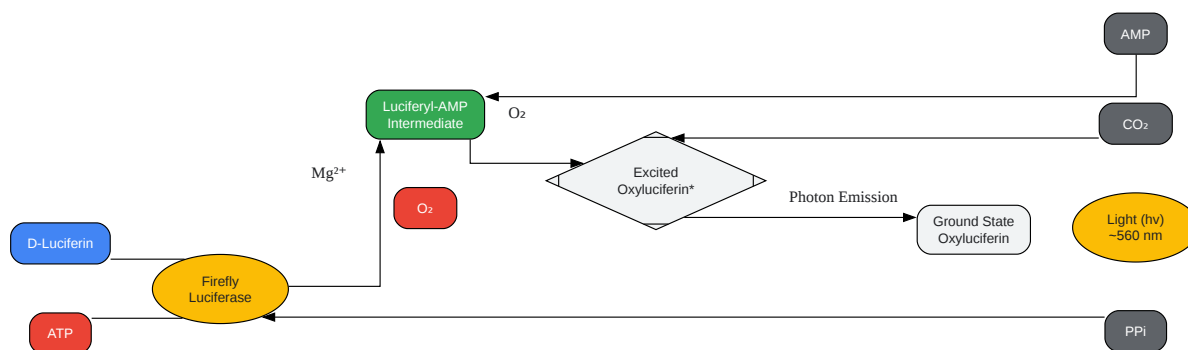 AMP
Luciferyl-AMP
Intermediate
O₂
CO₂
Excited
Oxyluciferin*
Mg²⁺
O₂
Photon Emission
Ground State
Oxyluciferin
Light (hv)
~560 nm
D-Luciferin
Firefly
Luciferase
ATP
PPi